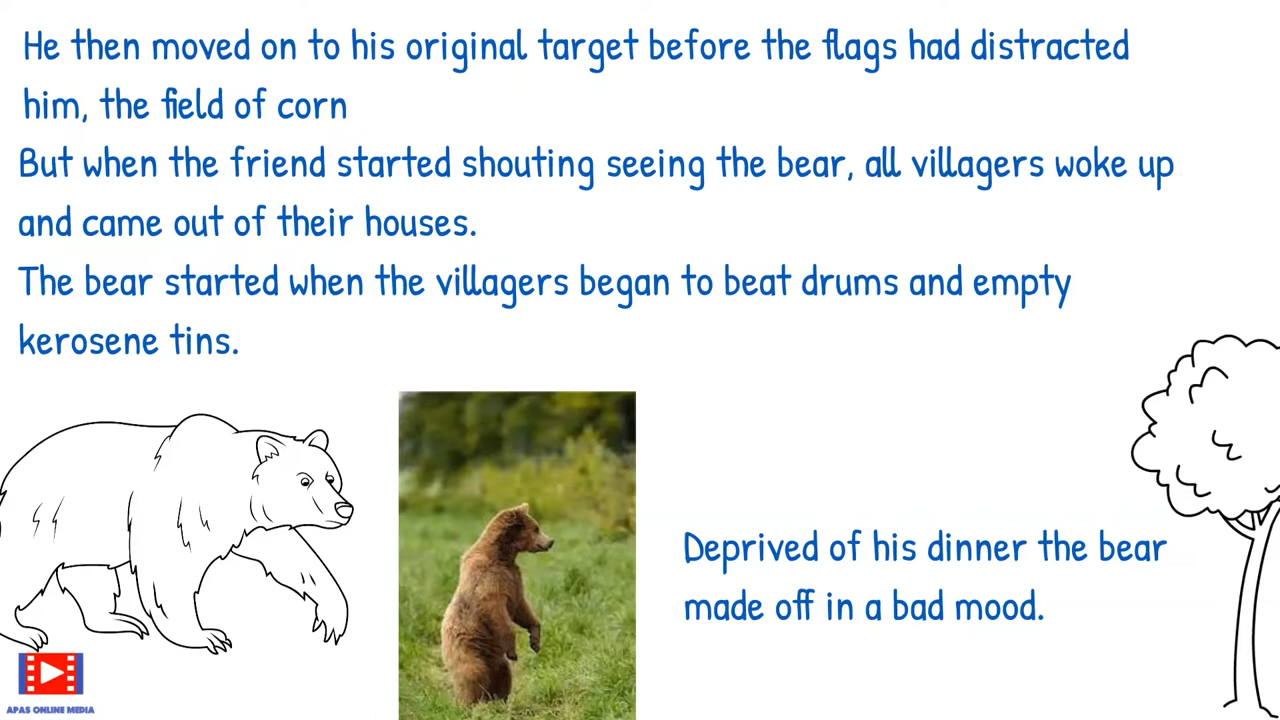 He then moved on to his original target before the flags had distracted
him, the field of corn
But when the friend started shouting seeing the bear, all villagers woke up
and came out of their houses.
The bear started when the villagers began to beat drums and empty
kerosene tins.
Deprived of his dinner the bear
made off in a bad mood.
APAS ONLINE MEDIA